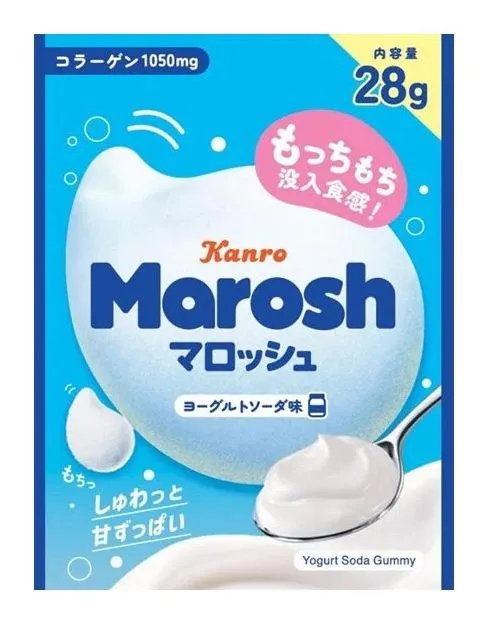 コラーゲン1050mg
内容量
28g
もっちもち
没入食感!
Kanro
Marosh
マロッシュ
ヨーグルトソーダ味
もちっ
しゅわっと
甘ずっぱい
Yogurt Soda Gummy